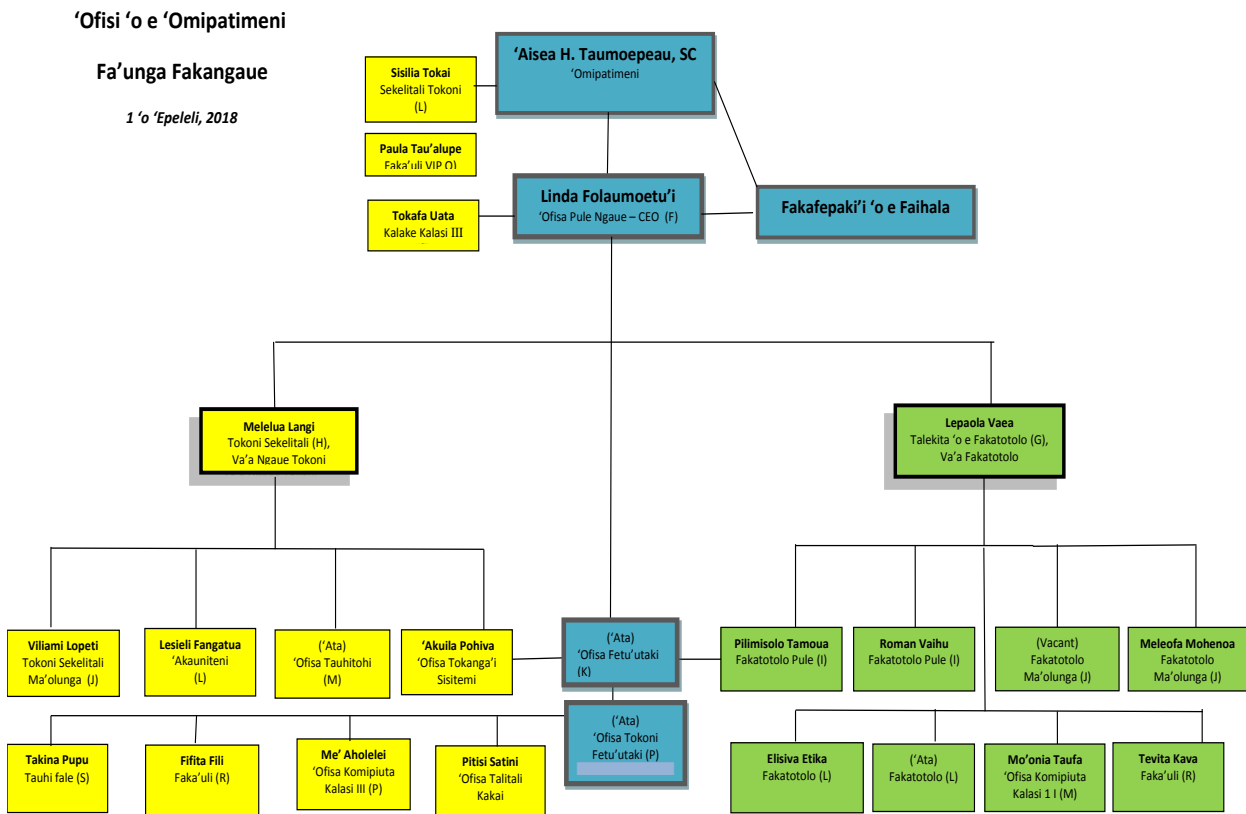 ‘Ofisi ‘o e ‘Omipatimeni
Fa'unga Fakangaue
1 ‘o ‘Epeleli, 2018
‘Aisea H. Taumoepeau, SC
‘Omipatimeni
Sisilia Tokai
Sekelitali Tokoni
(L)
Paula Tau'alupe
Faka'uli VIP O)
Linda Folaumoetu'i
‘Ofisa Pule Ngaue – CEO (F)
Fakafepaki'i ‘o e Faihala
Tokafa Uata
Kalake Kalasi III
Melelua Langi
Tokoni Sekelitali (H),
Va'a Ngaue Tokoni
Lepaola Vaea
Talekita ‘o e Fakatotolo (G),
Va'a Fakatotolo
Viliami Lopeti
Tokoni Sekelitali
Ma'olunga (J)
Lesieli Fangatua
‘Akauniteni
(L)
(‘Ata)
‘Ofisa Tauhitohi
(M)
‘Akuila Pohiva
‘Ofisa Tokanga'i
Sisitemi
(‘Ata)
‘Ofisa Fetu'utaki
(K)
Pilimisolo Tamoua
Fakatotolo Pule (I)
Roman Vaihu
Fakatotolo Pule (I)
(Vacant)
Fakatotolo
Ma'olunga (J)
Meleofa Mohenoa
Fakatotolo
Ma'olunga (J)
Takina Pupu
Tauhi fale (S)
Fifita Fili
Faka'uli (R)
Me' Aholelei
‘Ofisa Komipiuta
Kalasi III (P)
Pitisi Satini
‘Ofisa Talitali
Kakai
(‘Ata)
‘Ofisa Tokoni
Fetu'utaki (P)
Elisiva Etika
Fakatotolo (L)
(‘Ata)
Fakatotolo (L)
Mo'onia Taufa
‘Ofisa Komipiuta
Kalasi 1 I (M)
Tevita Kava
Faka'uli (R)